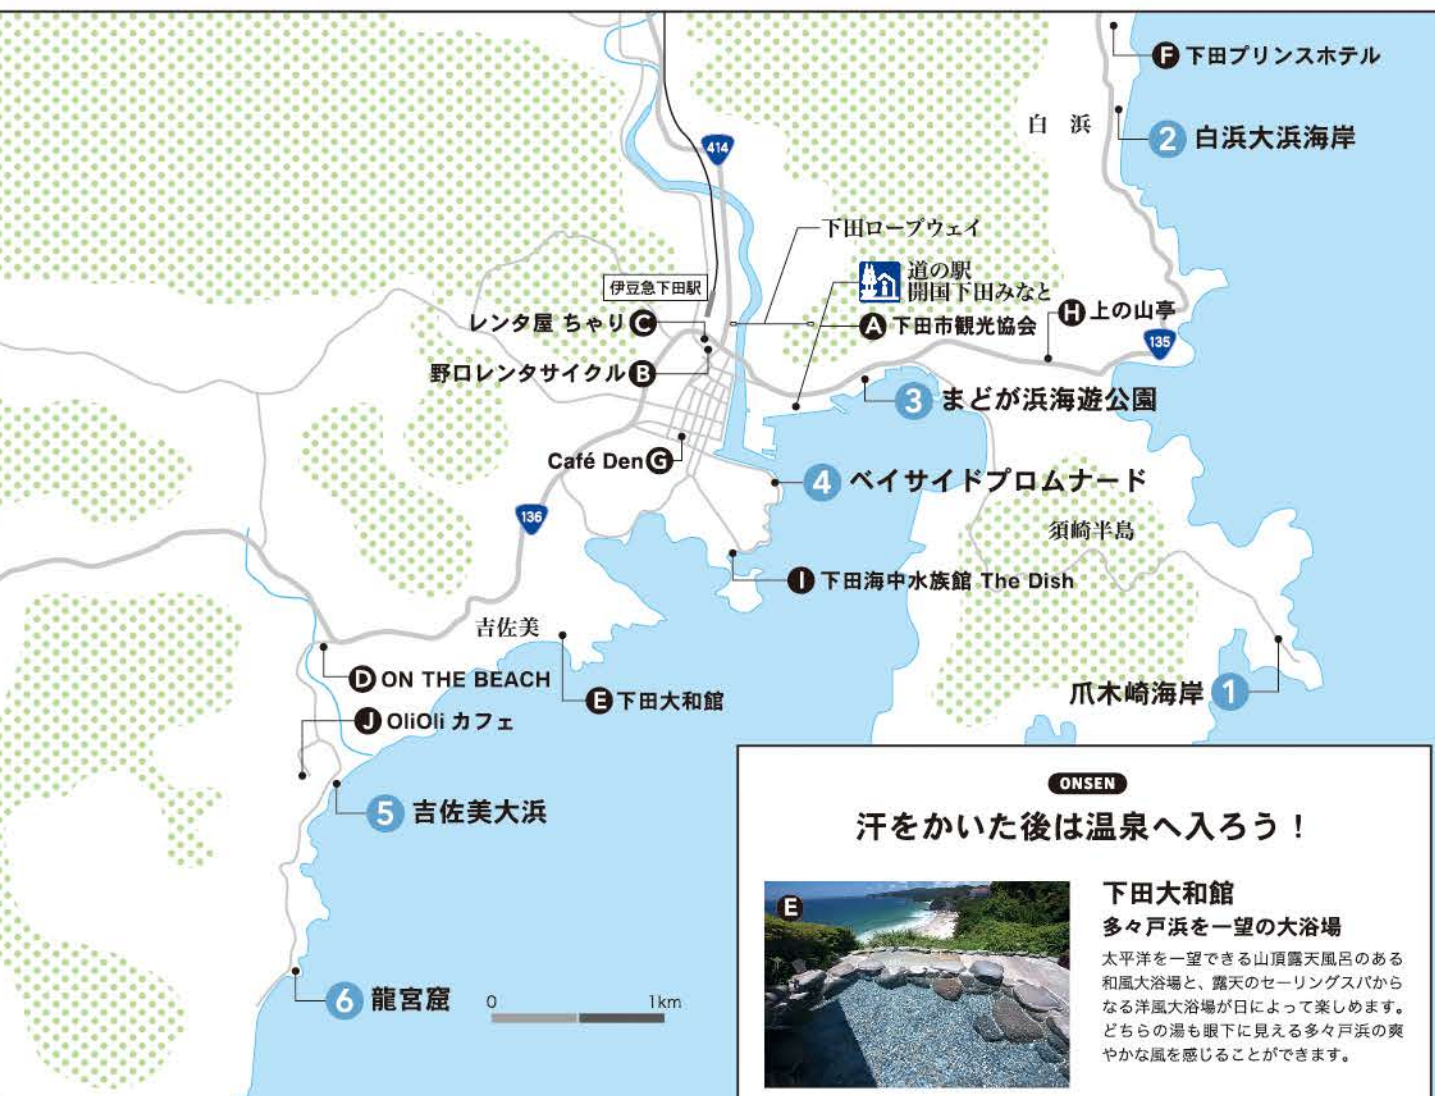 F 下田プリンスホテル
白 浜
2 白浜大浜海岸
414
下田ロープウェイ
道の駅
開国下田みなと
伊豆急下田駅
レンタ屋 ちゃり C
A 下田市観光協会
H 上の山亭
135
野口レンタサイクル B
3 まどが浜海遊公園
Café Den G
4 ベイサイドプロムナード
136
須崎半島
I 下田海中水族館 The Dish
吉佐美
D ON THE BEACH
E 下田大和館
爪木崎海岸 1
J OliOli カフェ
5 吉佐美大浜
6 龍宮窟
0 1km
ONSEN
汗をかいた後は温泉へ入ろう！
E
下田大和館
多々戸浜を一望の大浴場
太平洋を一望できる山頂露天風呂のある
和風大浴場と、露天のセーリングスパから
なる洋風大浴場が日によって楽しめます。
どちらの湯も眼下に見える多々戸浜の爽
やかな風を感じることができます。